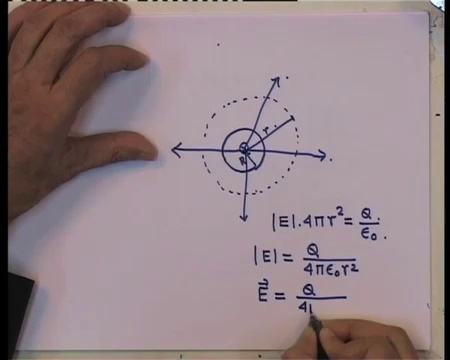 r
Q
R
|E|.4πr² = Q/ε₀.
|E| = Q/4πε₀r²
E⃗ = Q/4